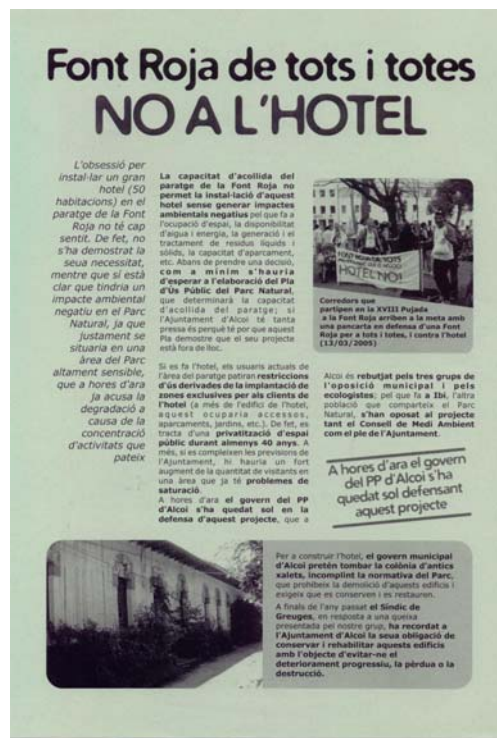 Font Roja de tots i totes
NO A L'HOTEL
L'obsessió per
instal·lar un gran
hotel (50
habitacions) en el
paratge de la Font
Roja no té cap
sentit. De fet, no
s'ha demostrat la
seua necessitat,
mentre que sí està
clar que tindria un
impacte ambiental
negatiu en el Parc
Natural, ja que
justament se
situaria en una
àrea del Parc
altament sensible,
que a hores d'ara
ja acusa la
degradació a
causa de la
concentració
d'activitats que
pateix
La capacitat d'acollida del
paratge de la Font Roja no
permet la instal·lació d'aquest
hotel sense generar impactes
ambientals negatius pel que fa a
l'ocupació d'espai, la disponibilitat
d'aigua i energia, la generació i el
tractament de residus líquids i
sòlids, la capacitat d'aparcament,
etc. Abans de prendre una decisió,
com a mínim s'hauria
d'esperar a l'elaboració del Pla
d'Ús Públic del Parc Natural,
que determinarà la capacitat
d'acollida del paratge; si
l'Ajuntament d'Alcoi té tanta
pressa és perquè té por que aquest
Pla demostre que el seu projecte
està fora de lloc.
Si es fa l'hotel, els usuaris actuals de
l'àrea del paratge patiran restriccions
d'ús derivades de la implantació de
zones exclusives per als clients de
l'hotel (a més de l'edifici de l'hotel,
aquest ocuparia accessos,
aparcaments, jardins, etc.). De fet, es
tracta d'una privatització d'espai
públic durant almenys 40 anys. A
més, si es compleixen les previsions de
l'Ajuntament, hi hauria un fort
augment de la quantitat de visitants en
una àrea que ja té problemes de
saturació.
A hores d'ara el govern del PP
d'Alcoi s'ha quedat sol en la
defensa d'aquest projecte, que a
FONT ROJA DE TOTS
HOTEL NO!
Corredors que
partipen en la XVIII Pujada
a la Font Roja arriben a la meta amb
una pancarta en defensa d'una Font
Roja per a tots i totes, i contra l'hotel
(13/03/2005)
Alcoi és rebutjat pels tres grups de
l'oposició municipal i pels
ecologistes; pel que fa a Ibi, l'altra
població que comparteix el Parc
Natural, s'han oposat al projecte
tant el Consell de Medi Ambient
com el ple de l'Ajuntament.
A hores d'ara el govern
del PP d'Alcoi s'ha
quedat sol defensant
aquest projecte
Per a construir l'hotel, el govern municipal
d'Alcoi pretén tombar la colònia d'antics
xalets, incomplint la normativa del Parc,
que prohibeix la demolició d'aquests edificis i
exigeix que es conserven i es restauren.
A finals de l'any passat el Síndic de
Greuges, en resposta a una queixa
presentada pel nostre grup, ha recordat a
l'Ajuntament d'Alcoi la seua obligació de
conservar i rehabilitar aquests edificis
amb l'objecte d'evitar-ne el
deteriorament progressiu, la pèrdua o la
destrucció.